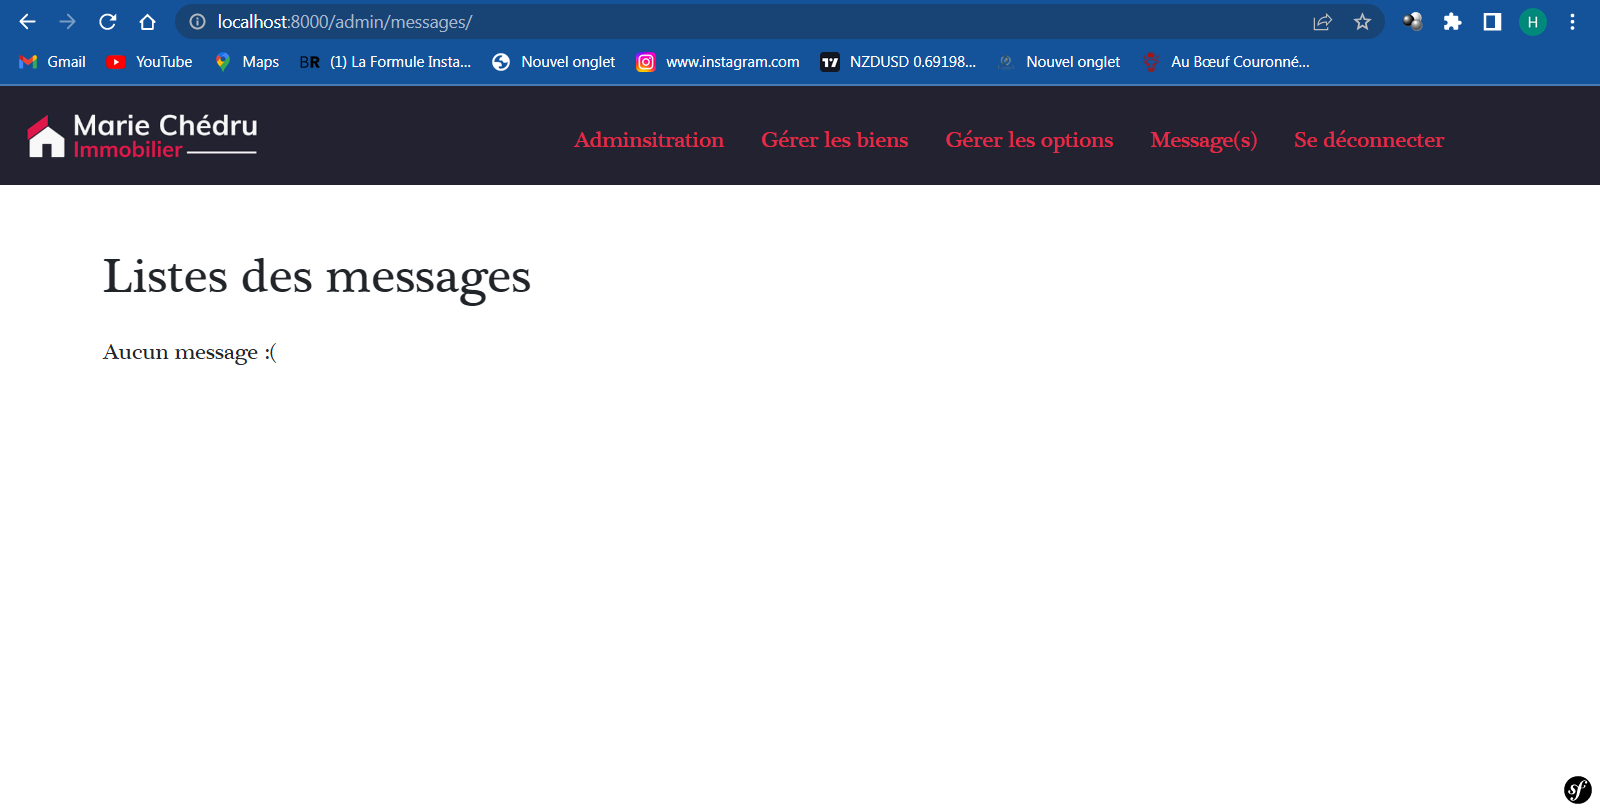 localhost:8000/admin/messages/
H
Gmail YouTube Maps BR (1) La Formule Insta... Nouvel onglet www.instagram.com NZDUSD 0.69198... Nouvel onglet Au Bœuf Couronné...
Marie Chédru
Immobilier
Adminsitration Gérer les biens Gérer les options Message(s) Se déconnecter
Listes des messages
Aucun message :(
sf